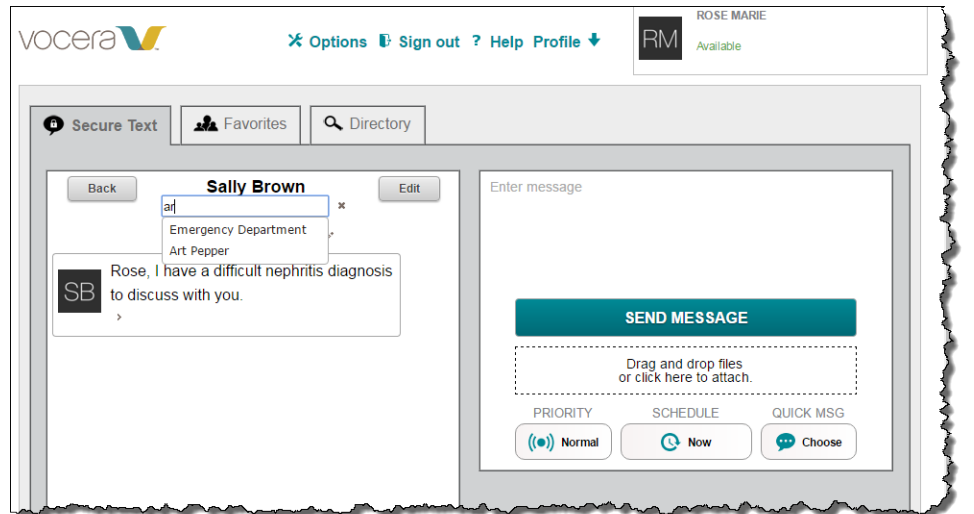 vocera
Options Sign out ? Help Profile
RM
ROSE MARIE
Available
Secure Text
Favorites
Directory
Back
Sally Brown
Edit
ar
Emergency Department
Art Pepper
SB
Rose, I have a difficult nephritis diagnosis
to discuss with you.
Enter message
SEND MESSAGE
Drag and drop files
or click here to attach.
PRIORITY
SCHEDULE
QUICK MSG
Normal
Now
Choose